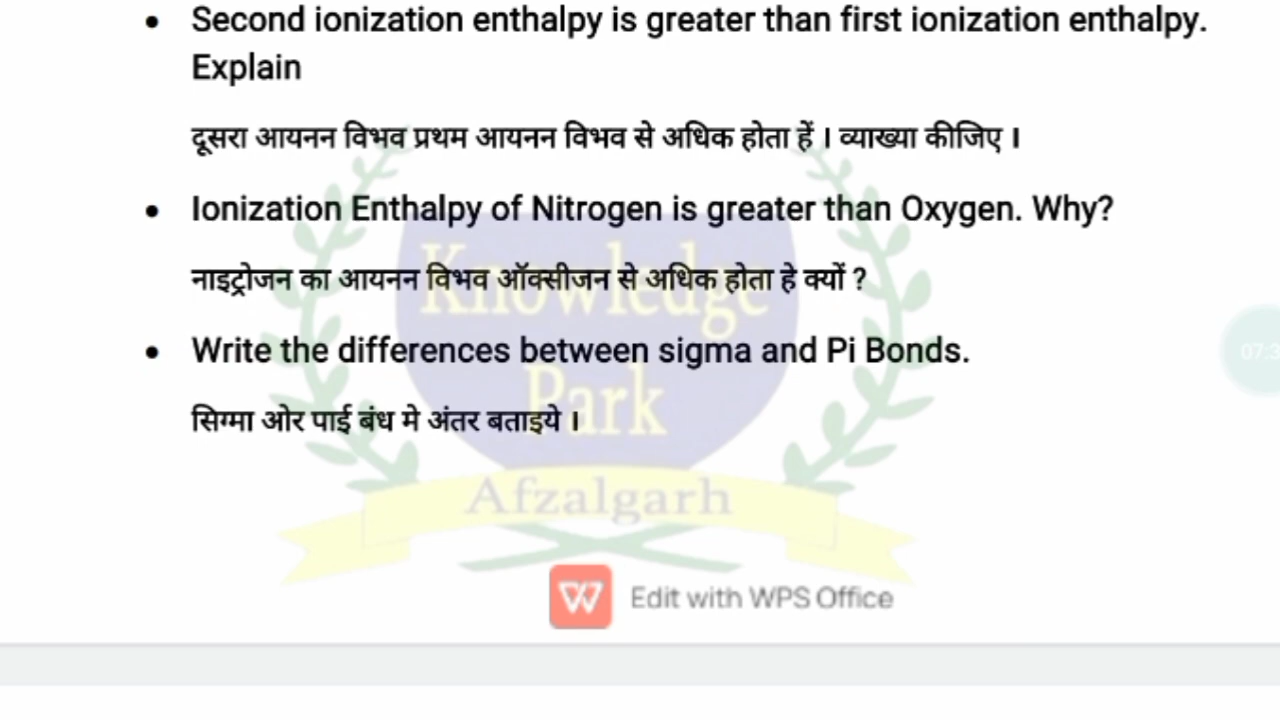 • Second ionization enthalpy is greater than first ionization enthalpy.
Explain
दूसरा आयनन विभव प्रथम आयनन विभव से अधिक होता हें । व्याख्या कीजिए ।
• Ionization Enthalpy of Nitrogen is greater than Oxygen. Why?
नाइट्रोजन का आयनन विभव ऑक्सीजन से अधिक होता हे क्यों ?
• Write the differences between sigma and Pi Bonds.
सिग्मा ओर पाई बंध मे अंतर बताइये ।
Knowledge
Park
Afzalgarh
Edit with WPS Office